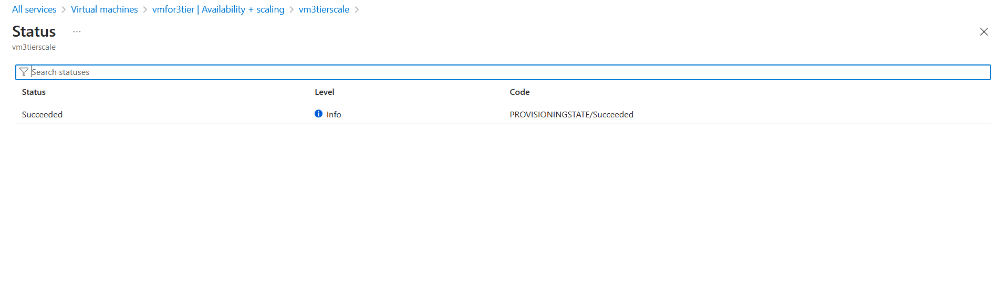 All services > Virtual machines > vmfor3tier | Availability + scaling > vm3tierscale >
Status ...
vm3tierscale
Search statuses
Status Level Code
Succeeded Info PROVISIONINGSTATE/Succeeded